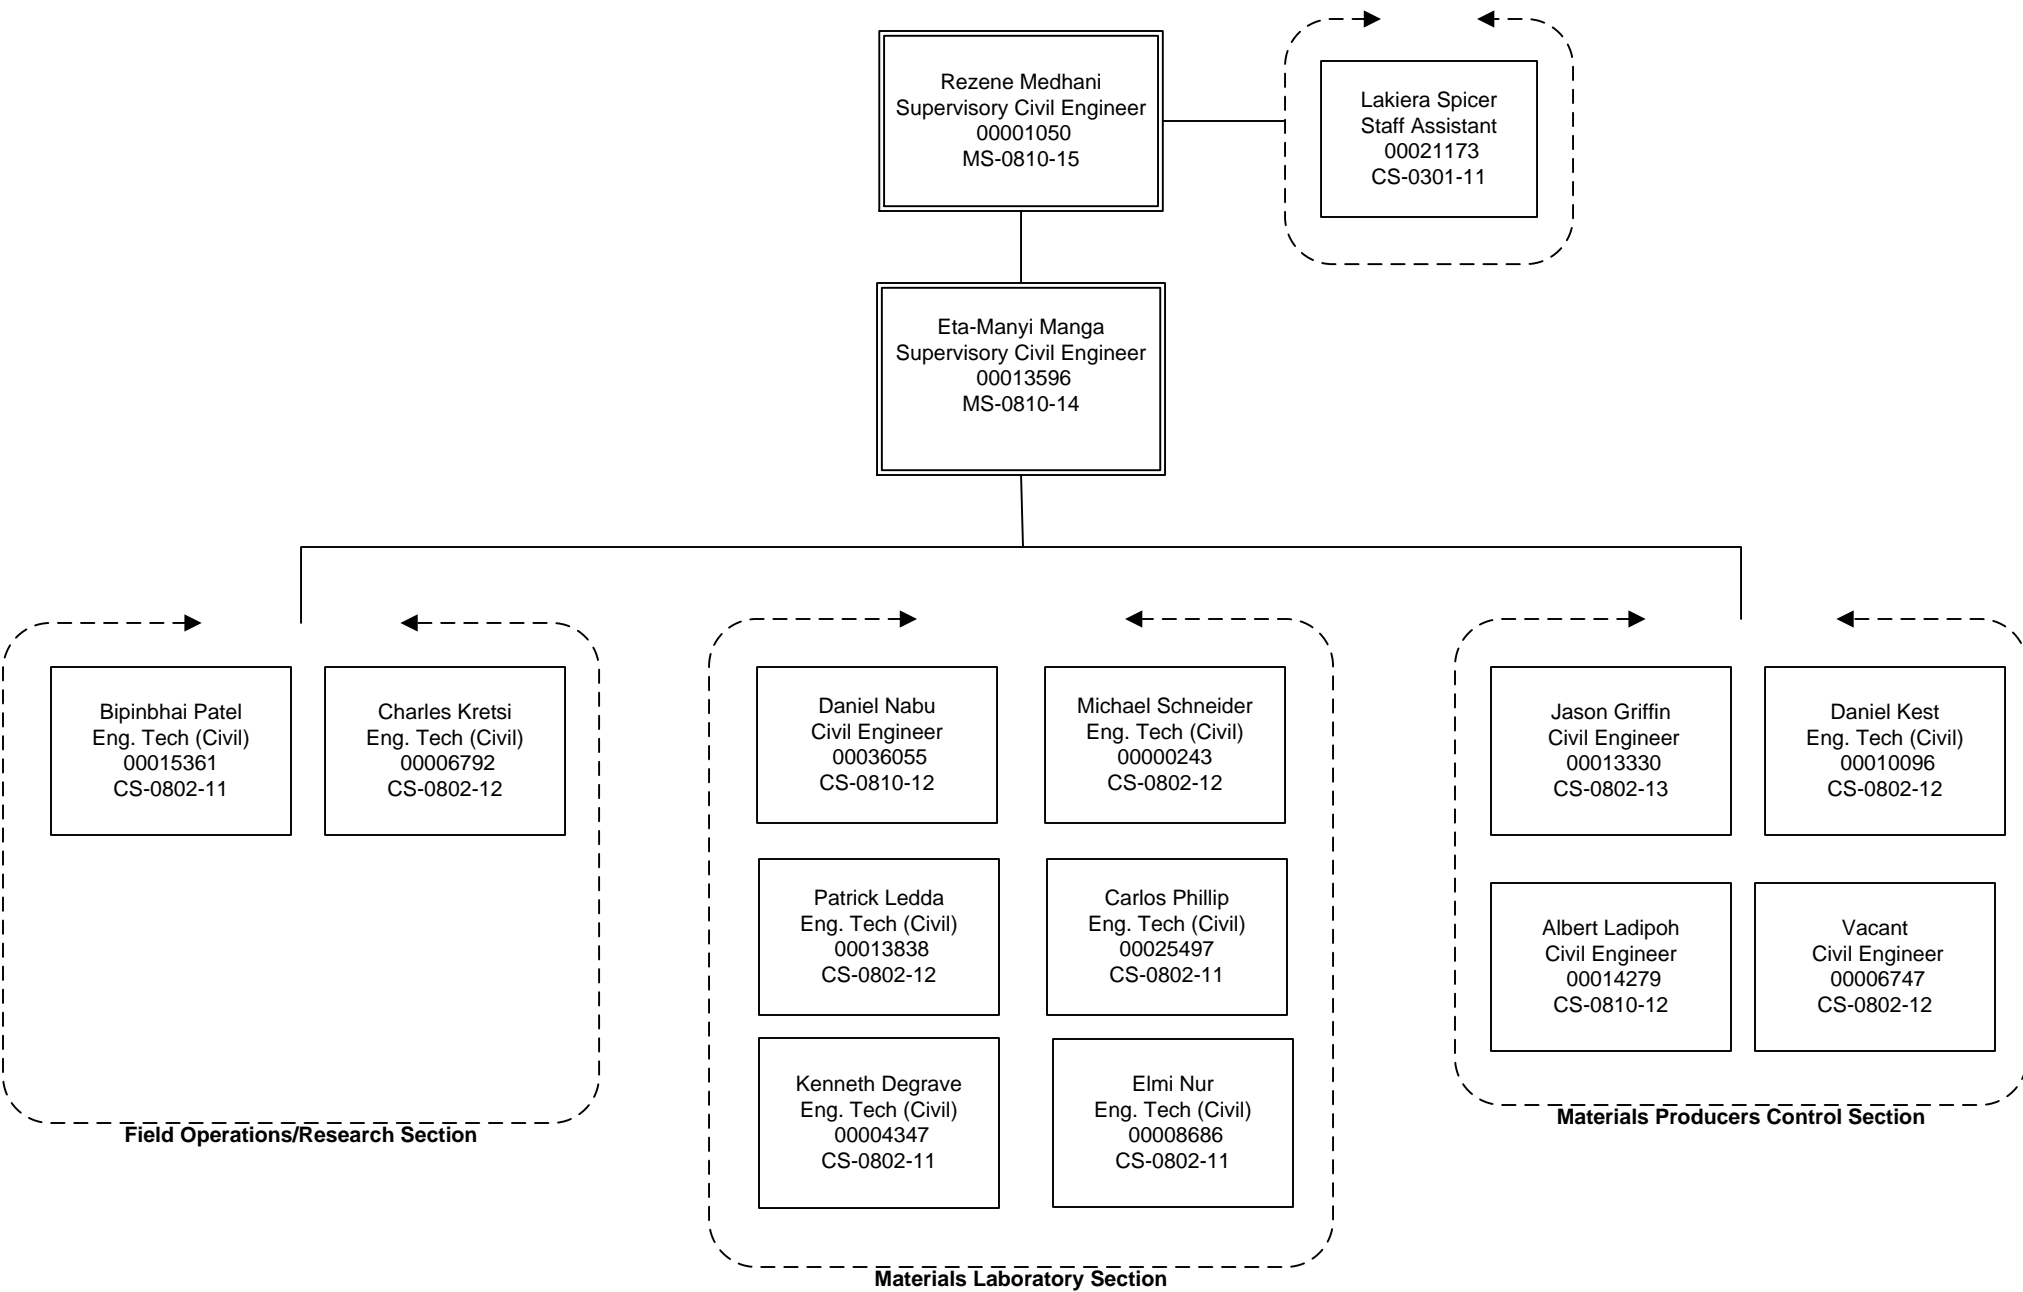 Rezene Medhani
Supervisory Civil Engineer
00001050
MS-0810-15
Lakiera Spicer
Staff Assistant
00021173
CS-0301-11
Eta-Manyi Manga
Supervisory Civil Engineer
00013596
MS-0810-14
Bipinbhai Patel
Eng. Tech (Civil)
00015361
CS-0802-11
Charles Kretsi
Eng. Tech (Civil)
00006792
CS-0802-12
Field Operations/Research Section
Daniel Nabu
Civil Engineer
00036055
CS-0810-12
Michael Schneider
Eng. Tech (Civil)
00000243
CS-0802-12
Patrick Ledda
Eng. Tech (Civil)
00013838
CS-0802-12
Carlos Phillip
Eng. Tech (Civil)
00025497
CS-0802-11
Kenneth Degrave
Eng. Tech (Civil)
00004347
CS-0802-11
Elmi Nur
Eng. Tech (Civil)
00008686
CS-0802-11
Materials Laboratory Section
Jason Griffin
Civil Engineer
00013330
CS-0802-13
Daniel Kest
Eng. Tech (Civil)
00010096
CS-0802-12
Albert Ladipoh
Civil Engineer
00014279
CS-0810-12
Vacant
Civil Engineer
00006747
CS-0802-12
Materials Producers Control Section